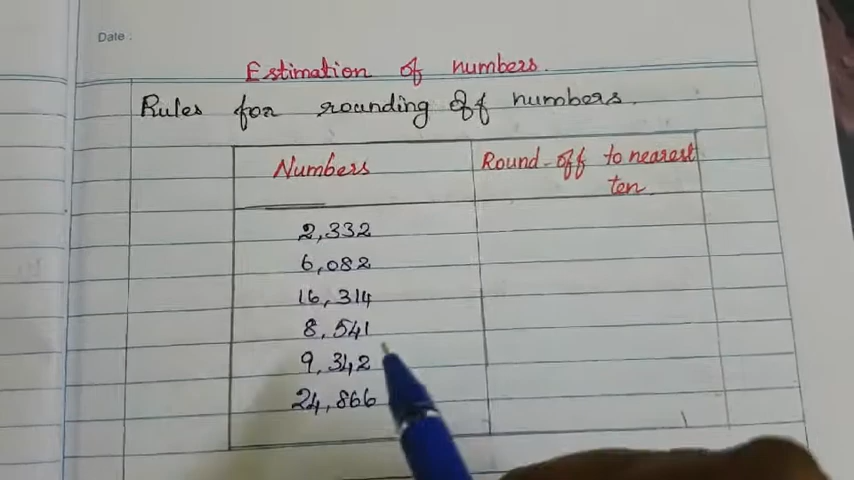 Date :
Estimation of numbers.
Rules for rounding off numbers.
Numbers
Round-off to nearest
ten
2,332
6,082
16,314
8,541
9,342
24,866